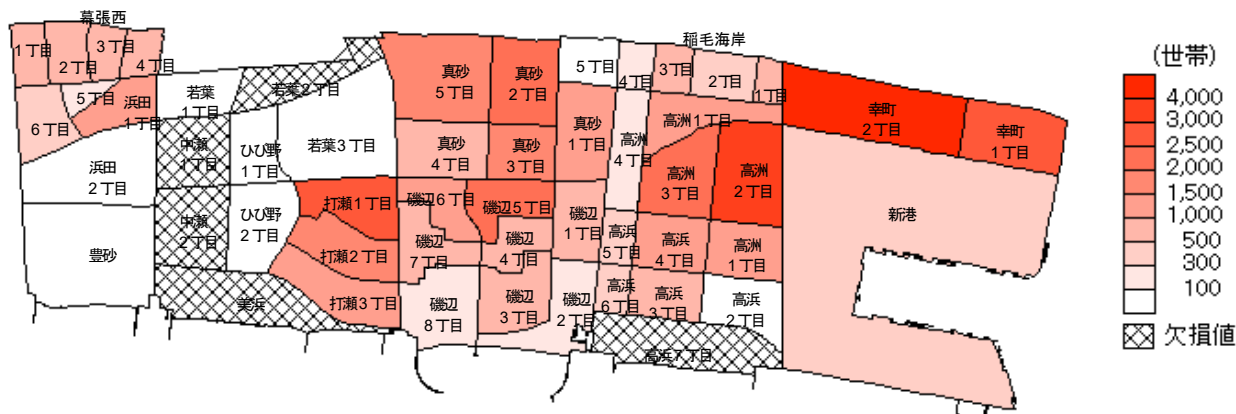 幕張西
1丁目
2丁目
3丁目
4丁目
5丁目
6丁目
浜田
1丁目
浜田
2丁目
豊砂
若葉
1丁目
若葉2丁目
若葉3丁目
中瀬
1丁目
中瀬
2丁目
ひび野
1丁目
ひび野
2丁目
美浜
打瀬1丁目
打瀬2丁目
打瀬3丁目
真砂
5丁目
真砂
2丁目
真砂
4丁目
真砂
3丁目
真砂
1丁目
磯辺6丁目
磯辺5丁目
磯辺
7丁目
磯辺
4丁目
磯辺
1丁目
磯辺
8丁目
磯辺
3丁目
磯辺
2丁目
稲毛海岸
5丁目
4丁目
3丁目
2丁目
1丁目
高洲1丁目
高洲
4丁目
高洲
3丁目
高洲
2丁目
高浜
5丁目
高浜
4丁目
高洲
1丁目
高浜
6丁目
高浜
3丁目
高浜
2丁目
高浜7丁目
幸町
2丁目
幸町
1丁目
新港
(世帯)
4,000
3,000
2,500
1,500
1,000
500
300
100
欠損値